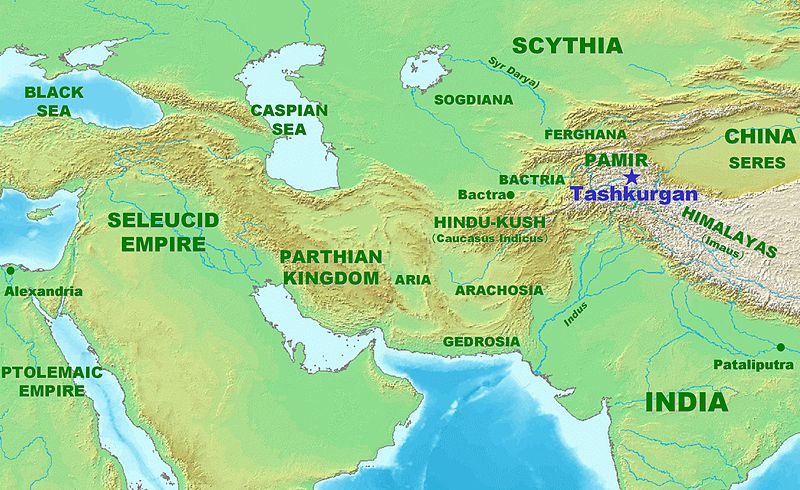 SCYTHIA
BLACK
SEA
CASPIAN
SEA
Syr Darya)
SOGDIANA
FERGHANA
CHINA
SERES
PAMIR
BACTRIA
Bactra
Tashkurgan
SELEUCID
EMPIRE
HINDU-KUSH
(Caucasus Indicus)
HIMALAYAS
(Imaus)
PARTHIAN
KINGDOM
ARIA
ARACHOSIA
Alexandria
Indus
GEDROSIA
Pataliputra
PTOLEMAIC
EMPIRE
INDIA